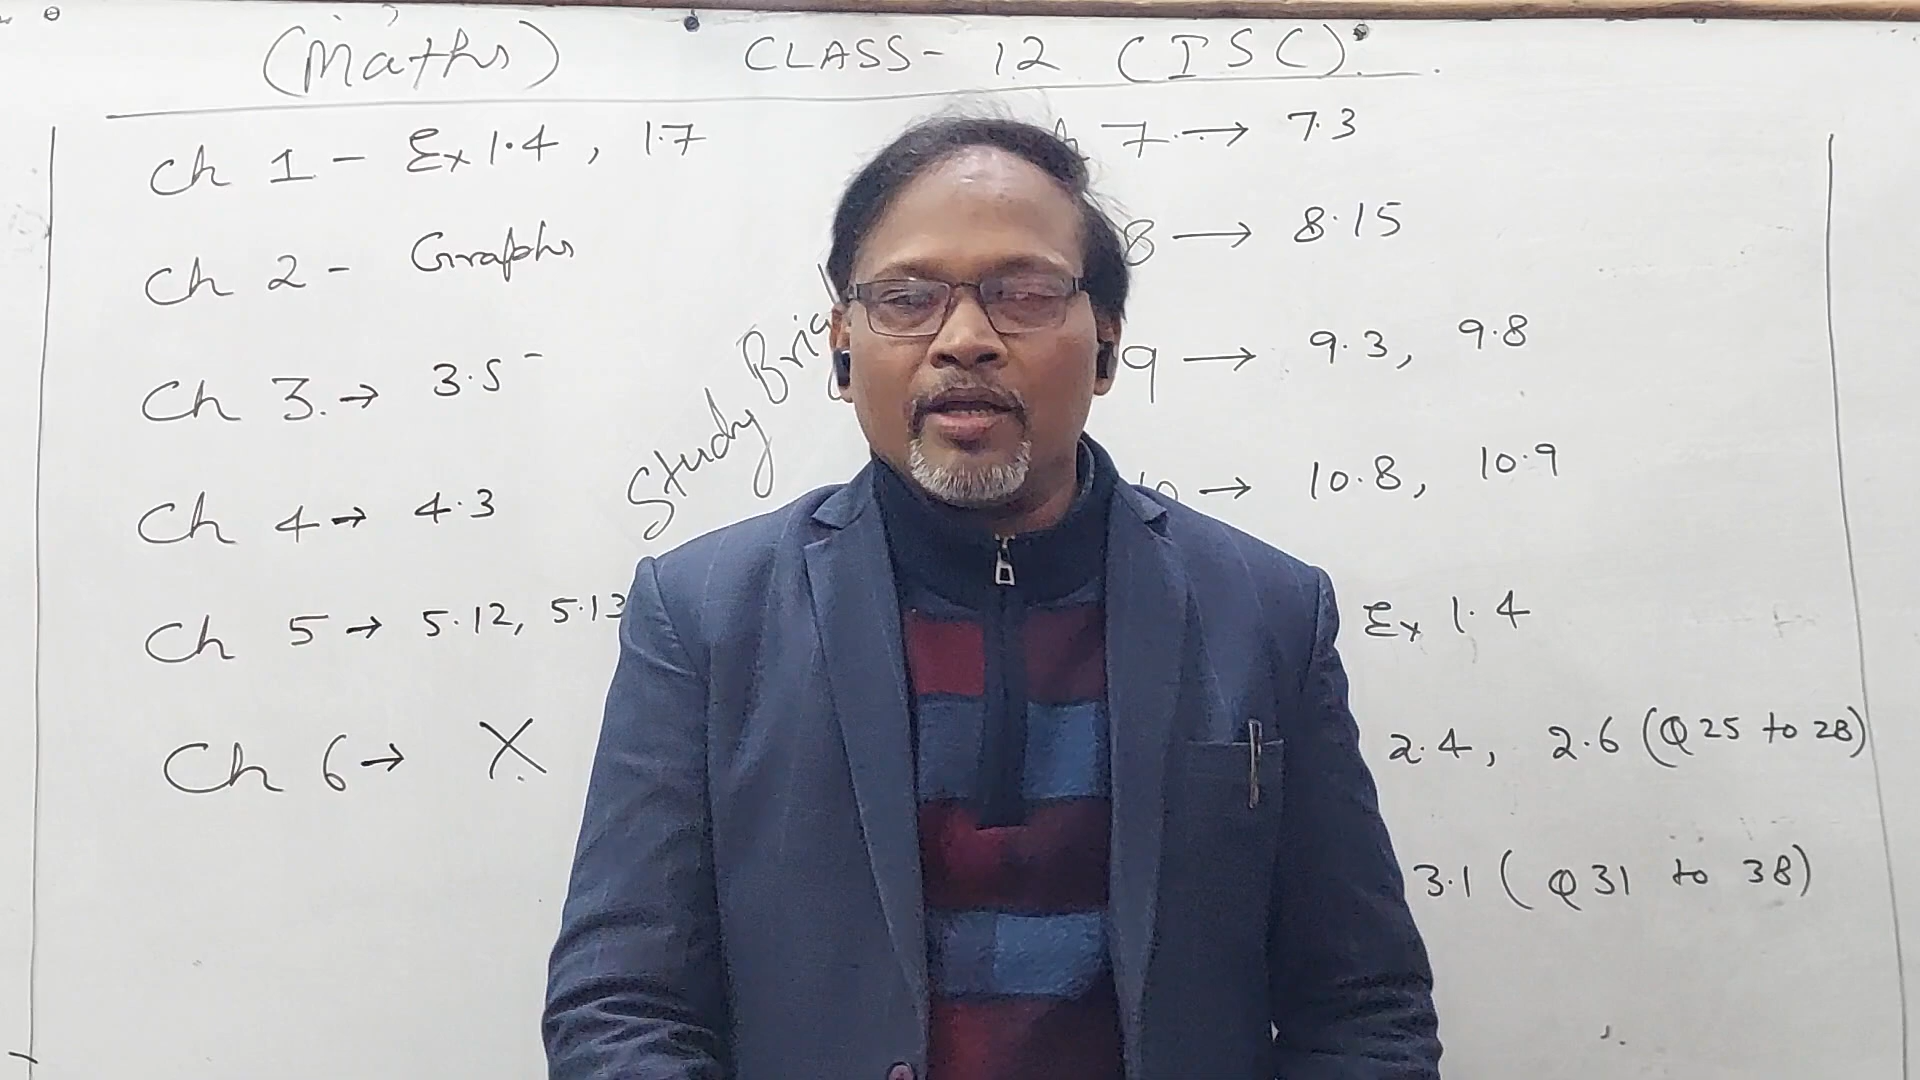 (Maths) CLASS- 12 (ISC)
Ch 1 - Ex 1.4 , 1.7
Ch 2 - Graphs
Ch 3. → 3.5 -
Ch 4 → 4.3
Ch 5 → 5.12, 5.13
Ch 6 → X
Study
7 → 7.3
8 → 8.15
9 → 9.3, 9.8
→ 10.8, 10.9
Ex 1.4
2.4, 2.6 (Q 25 to 28)
3.1 ( Q 31 to 38)